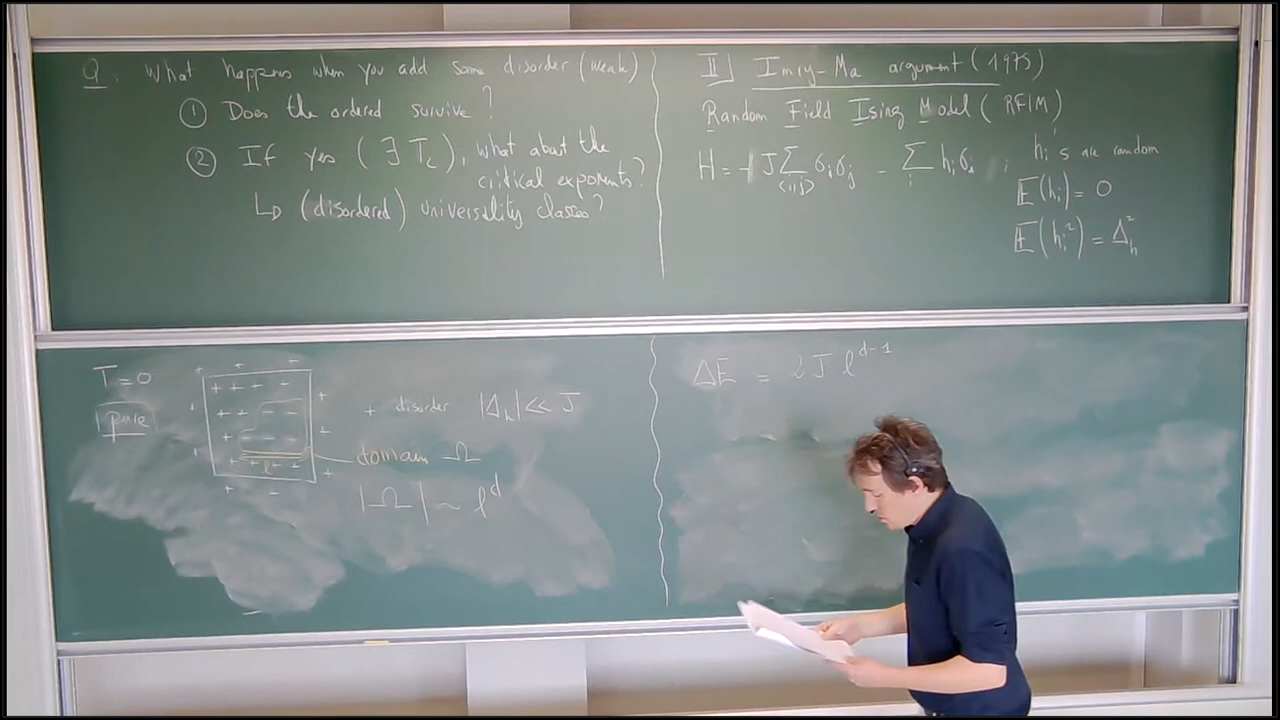 Q. What happens when you add some disorder (weak)
① Does the ordered survive?
② If yes (∃ T_c), what about the
critical exponents?
↳ (disordered) universality classes?
II] Imry-Ma argument (1975)
Random Field Ising Model (RFIM)
H = - J Σ_{<i,j>} σ_i σ_j - Σ_i h_i σ_i , h_i's are random
𝔼(h_i) = 0
𝔼(h_i²) = Δ_h²
T=0
pure
+ disorder |Δ_h| ≪ J
domain Ω
|Ω| ~ l^d
ΔE = 2 J l^{d-1}